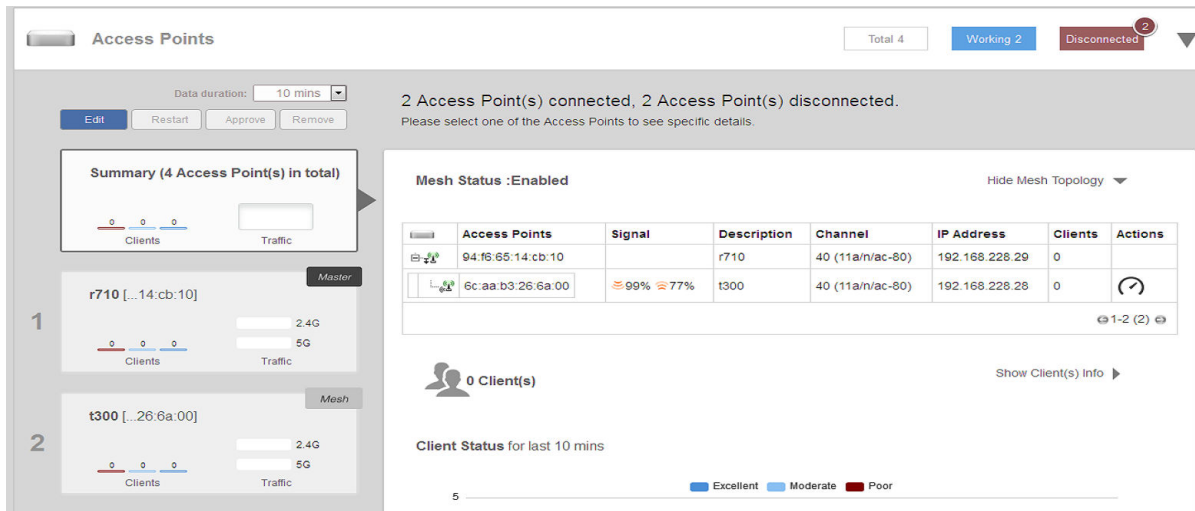 Access Points
Total 4
Working 2
Disconnected
2
Data duration: 10 mins
Edit Restart Approve Remove
2 Access Point(s) connected, 2 Access Point(s) disconnected.
Please select one of the Access Points to see specific details.
Summary (4 Access Point(s) in total)
0 0 0
Clients Traffic
Master
1
r710 [...14:cb:10]
2.4G
0 0 0 5G
Clients Traffic
Mesh
2
t300 [...26:6a:00]
2.4G
0 0 0 5G
Clients Traffic
Mesh Status :Enabled
Hide Mesh Topology
Access Points Signal Description Channel IP Address Clients Actions
94:f6:65:14:cb:10 r710 40 (11a/n/ac-80) 192.168.228.29 0
6c:aa:b3:26:6a:00 99% 77% t300 40 (11a/n/ac-80) 192.168.228.28 0
1-2 (2)
0 Client(s)
Show Client(s) Info
Client Status for last 10 mins
Excellent Moderate Poor
5